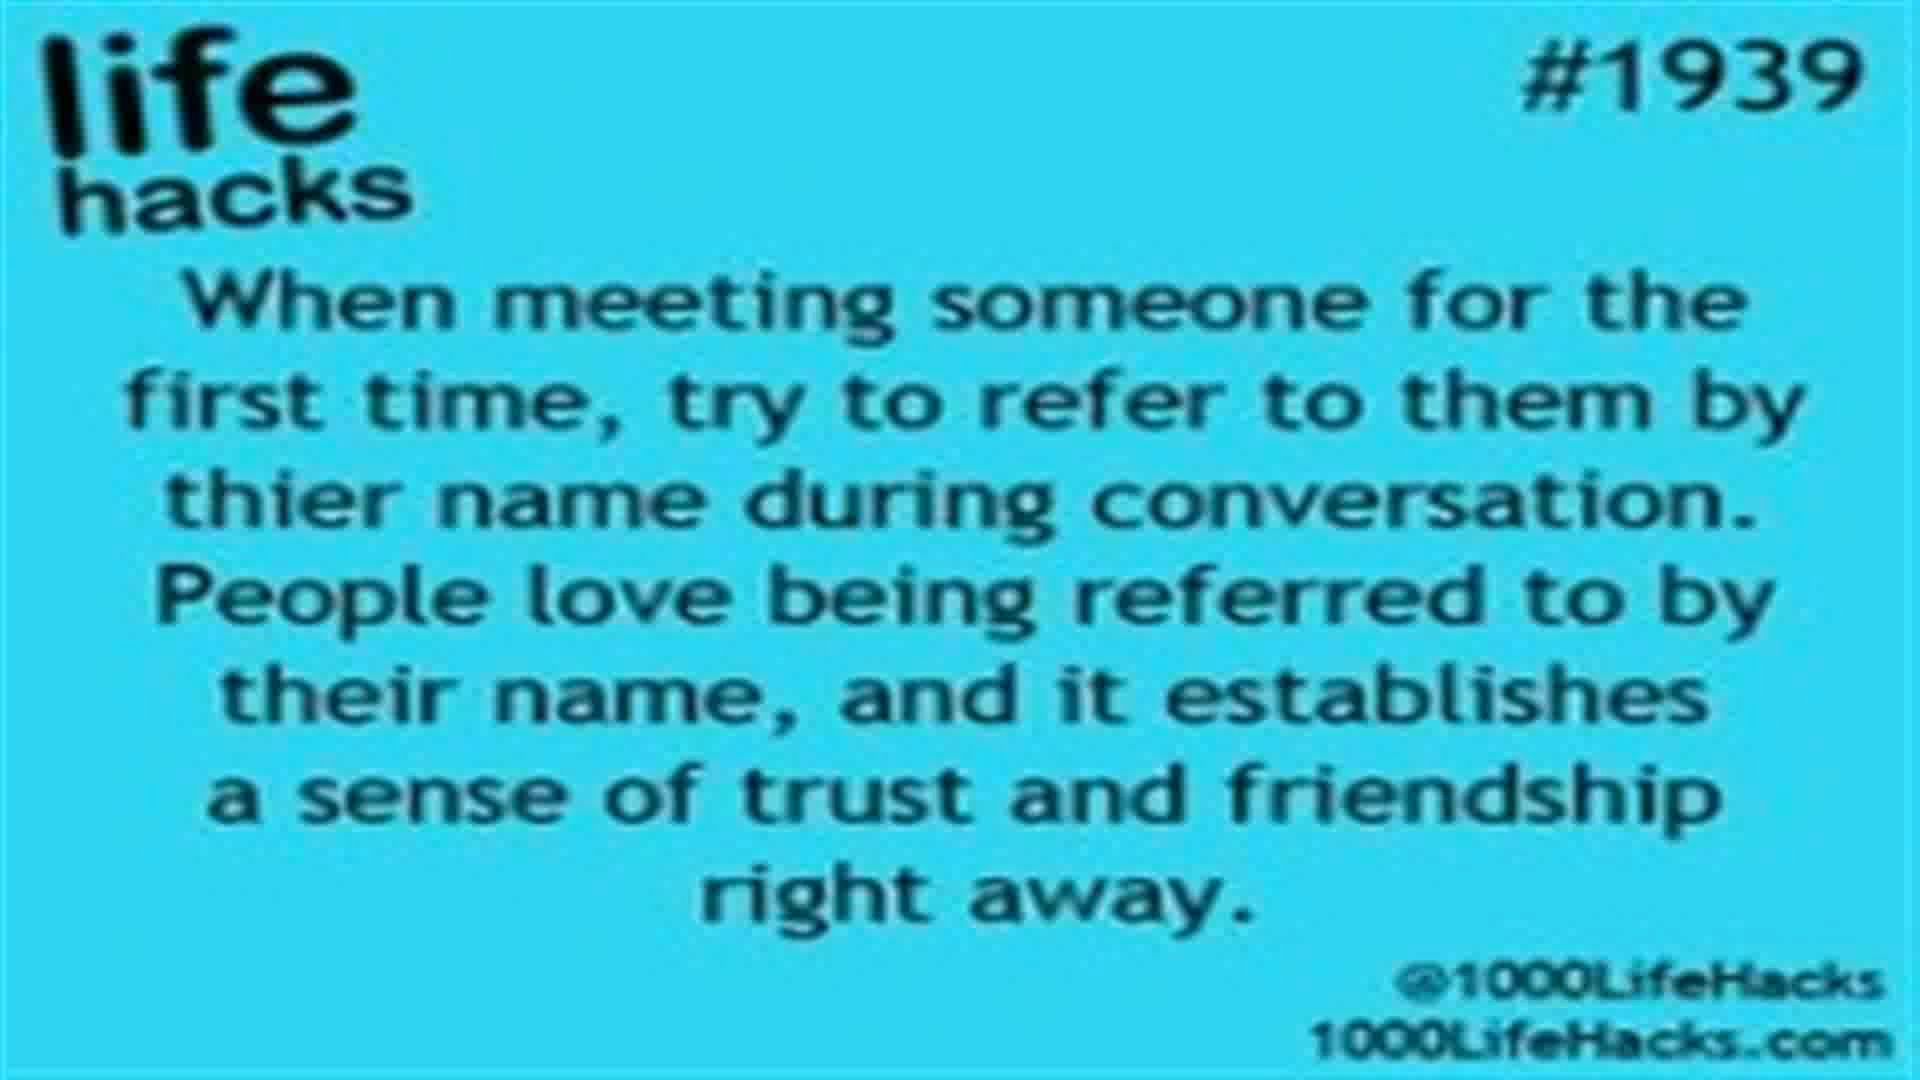 life
hacks
#1939
When meeting someone for the
first time, try to refer to them by
thier name during conversation.
People love being referred to by
their name, and it establishes
a sense of trust and friendship
right away.
@1000LifeHacks
1000LifeHacks.com